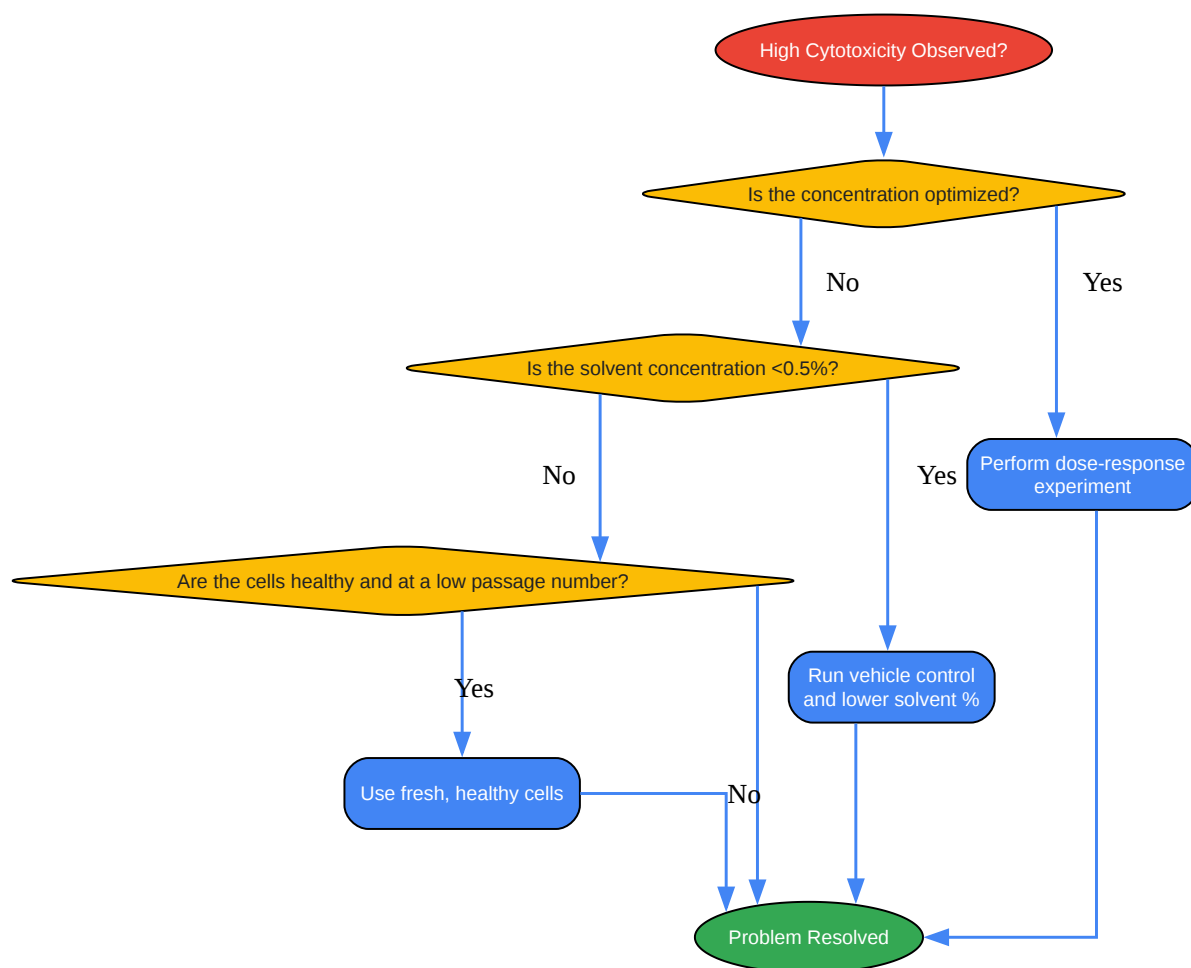 High Cytotoxicity Observed?
Is the concentration optimized?
No
Yes
Is the solvent concentration <0.5%?
No
Yes
Perform dose-response
experiment
Are the cells healthy and at a low passage number?
Yes
Run vehicle control
and lower solvent %
Use fresh, healthy cells
No
Problem Resolved